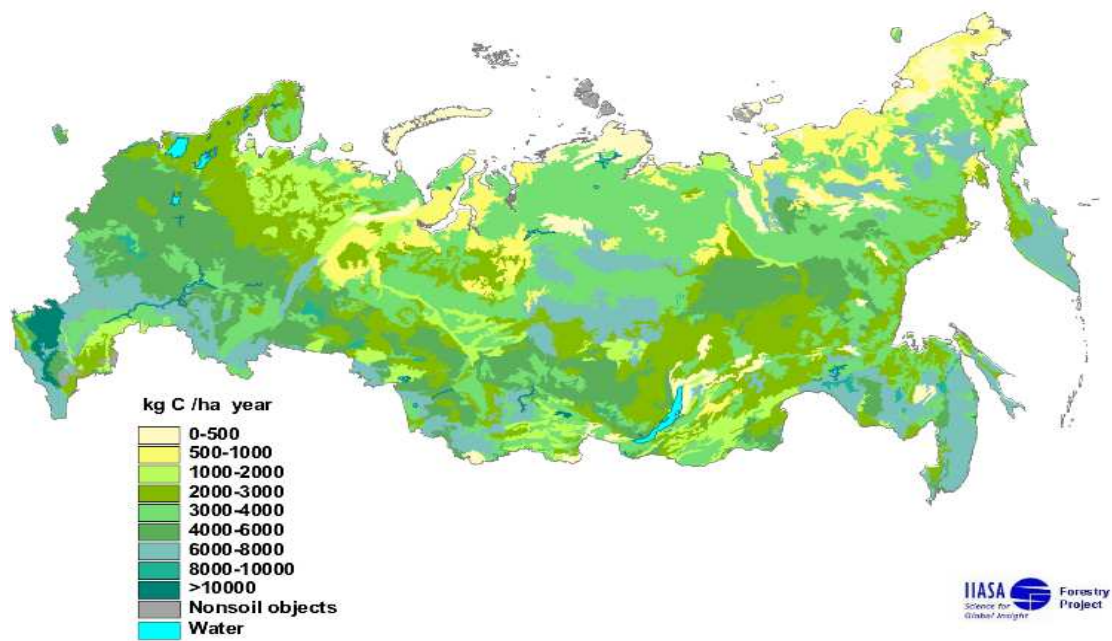 kg C /ha year
0-500
500-1000
1000-2000
2000-3000
3000-4000
4000-6000
6000-8000
8000-10000
>10000
Nonsoil objects
Water
IIASA
Science for
Global Insight
Forestry
Project